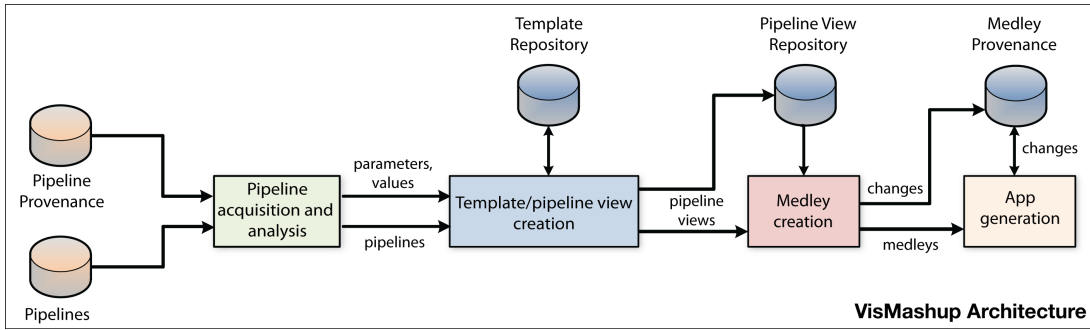 Template
Repository
Pipeline View
Repository
Medley
Provenance
Pipeline
Provenance
Pipelines
Pipeline
acquisition and
analysis
parameters,
values
pipelines
Template/pipeline view
creation
pipeline
views
Medley
creation
changes
medleys
changes
App
generation
VisMashup Architecture